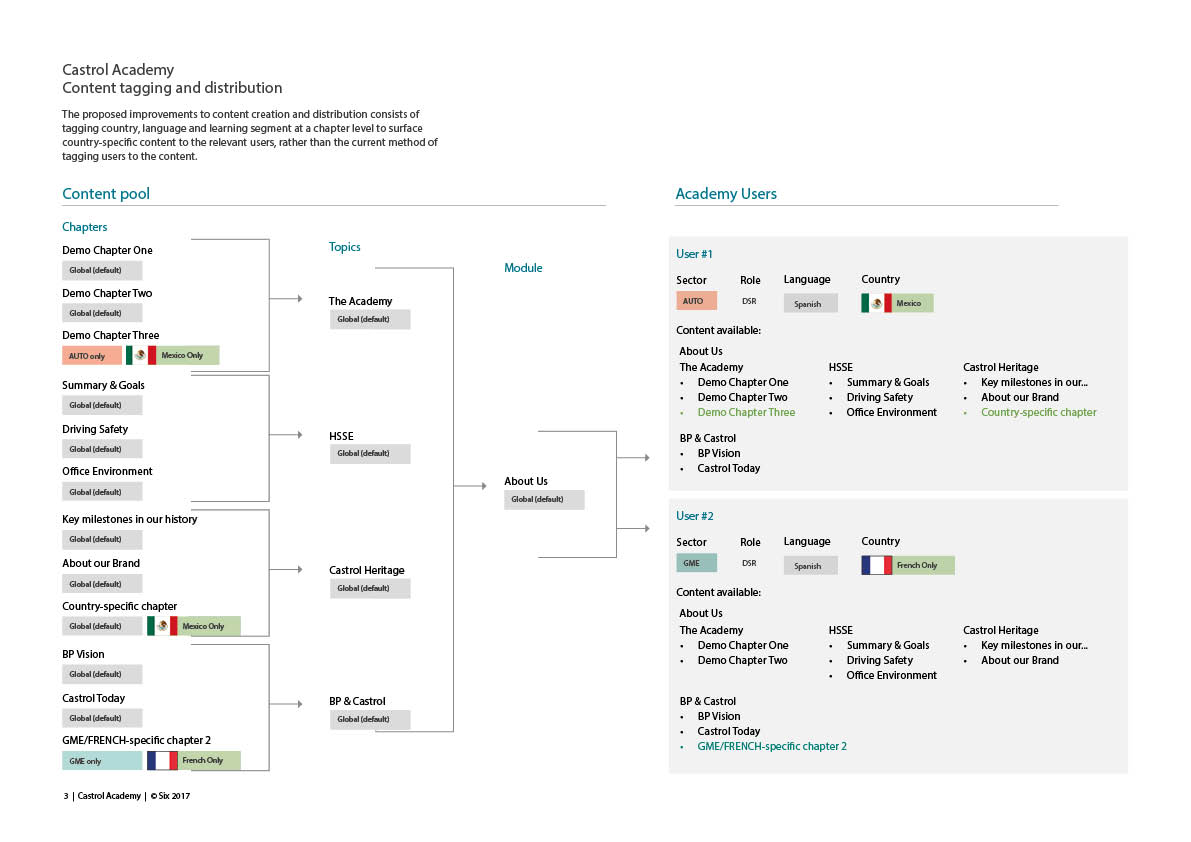 Castrol Academy
Content tagging and distribution
The proposed improvements to content creation and distribution consists of
tagging country, language and learning segment at a chapter level to surface
country-specific content to the relevant users, rather than the current method of
tagging users to the content.
Content pool
Chapters
Demo Chapter One
Global (default)
Demo Chapter Two
Global (default)
Demo Chapter Three
AUTO only
Mexico Only
Summary & Goals
Global (default)
Driving Safety
Global (default)
Office Environment
Global (default)
Key milestones in our history
Global (default)
About our Brand
Global (default)
Country-specific chapter
Global (default)
Mexico Only
BP Vision
Global (default)
Castrol Today
Global (default)
GME/FRENCH-specific chapter 2
GME only
French Only
Topics
The Academy
Global (default)
HSSE
Global (default)
Castrol Heritage
Global (default)
BP & Castrol
Global (default)
Module
About Us
Global (default)
Academy Users
User #1
Sector
Role
Language
Country
AUTO
DSR
Spanish
Mexico
Content available:
About Us
The Academy
• Demo Chapter One
• Demo Chapter Two
• Demo Chapter Three
HSSE
• Summary & Goals
• Driving Safety
• Office Environment
Castrol Heritage
• Key milestones in our...
• About our Brand
• Country-specific chapter
BP & Castrol
• BP Vision
• Castrol Today
User #2
Sector
Role
Language
Country
GME
DSR
Spanish
French Only
Content available:
About Us
The Academy
• Demo Chapter One
• Demo Chapter Two
HSSE
• Summary & Goals
• Driving Safety
• Office Environment
Castrol Heritage
• Key milestones in our...
• About our Brand
BP & Castrol
• BP Vision
• Castrol Today
• GME/FRENCH-specific chapter 2
3 | Castrol Academy | © Six 2017